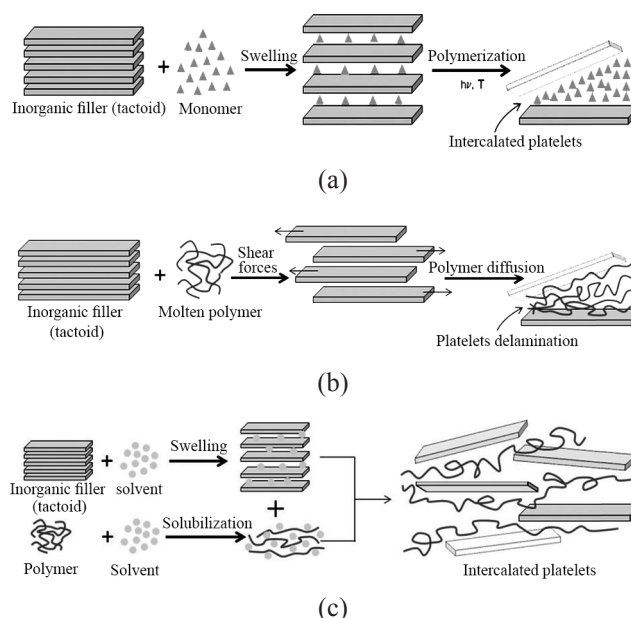 Swelling
Polymerization
hν, T
+
Inorganic filler (tactoid)
Monomer
Intercalated platelets
(a)
Shear
forces
Polymer diffusion
+
Inorganic filler
(tactoid)
Molten polymer
Platelets delamination
(b)
Swelling
+
Inorganic filler
(tactoid)
solvent
+
Solubilization
+
Polymer
Solvent
Intercalated platelets
(c)